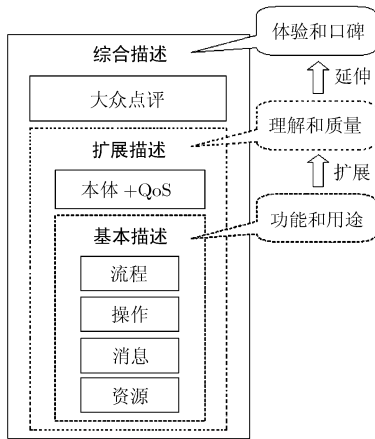 体验和口碑
综合描述
延伸
大众点评
理解和质量
扩展描述
扩展
本体+QoS
功能和用途
基本描述
流程
操作
消息
资源